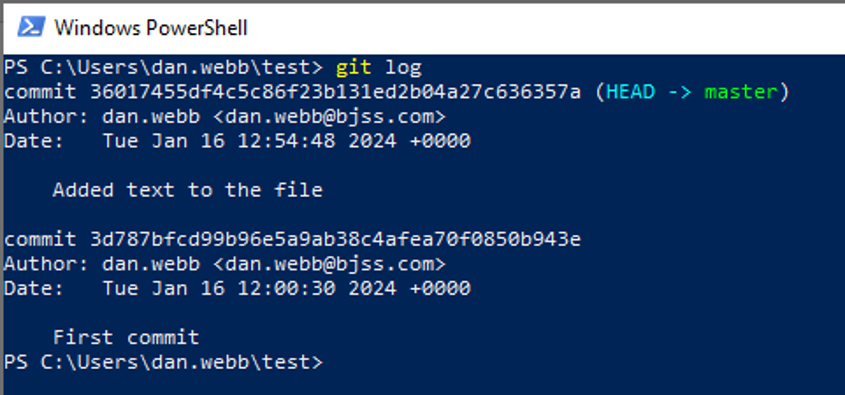 Windows PowerShell
PS C:\Users\dan.webb\test> git log
commit 36017455df4c5c86f23b131ed2b04a27c636357a (HEAD -> master)
Author: dan.webb <dan.webb@bjss.com>
Date:   Tue Jan 16 12:54:48 2024 +0000
    Added text to the file
commit 3d787bfcd99b96e5a9ab38c4afea70f0850b943e
Author: dan.webb <dan.webb@bjss.com>
Date:   Tue Jan 16 12:00:30 2024 +0000
    First commit
PS C:\Users\dan.webb\test>